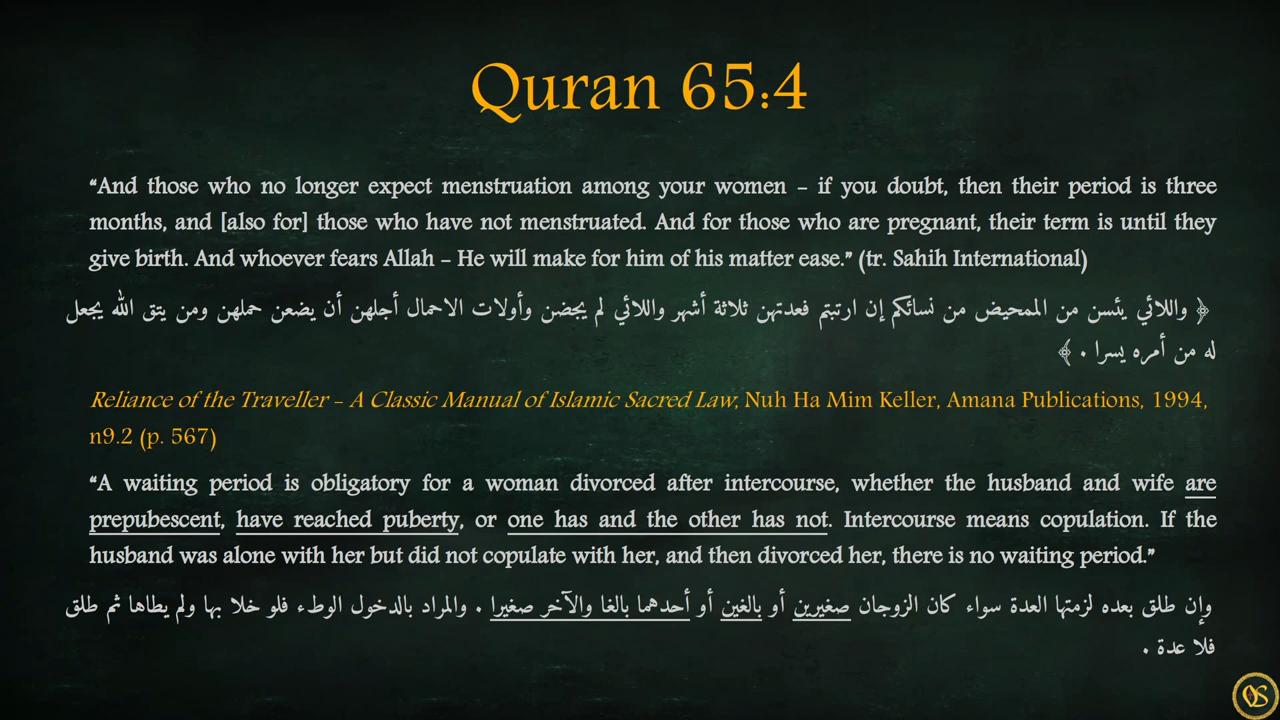 Quran 65:4
“And those who no longer expect menstruation among your women – if you doubt, then their period is three
months, and [also for] those who have not menstruated. And for those who are pregnant, their term is until they
give birth. And whoever fears Allah – He will make for him of his matter ease.” (tr. Sahih International)
﴿ واللائي يئسن من الممحيض من نسائكم إن ارتبتم فعدتهن ثلاثة أشهر واللائي لم يحضن وأولات الاحمال أجلهن أن يضعن حملهن ومن يتق الله يجعل
له من أمره يسرا . ﴾
Reliance of the Traveller – A Classic Manual of Islamic Sacred Law, Nuh Ha Mim Keller, Amana Publications, 1994,
n9.2 (p. 567)
“A waiting period is obligatory for a woman divorced after intercourse, whether the husband and wife are
prepubescent, have reached puberty, or one has and the other has not. Intercourse means copulation. If the
husband was alone with her but did not copulate with her, and then divorced her, there is no waiting period.”
وإن طلق بعده لزمتها العدة سواء كان الزوجان صغيرين أو بالغين أو أحدهما بالغا والآخر صغيرا . والمراد بالدخول الوطء فلو خلا بها ولم يطاها ثم طلق
فلا عدة .